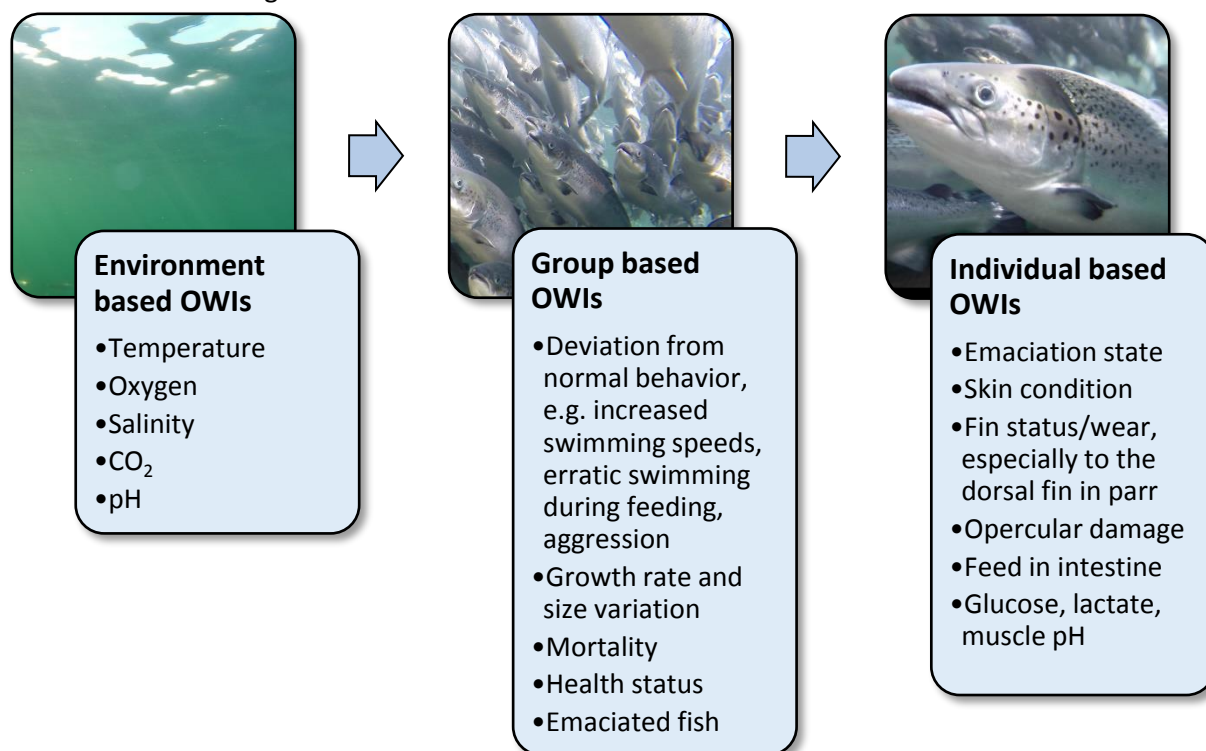 Environment
based OWIs
•Temperature
•Oxygen
•Salinity
•CO₂
•pH
Group based
OWIs
•Deviation from
normal behavior,
e.g. increased
swimming speeds,
erratic swimming
during feeding,
aggression
•Growth rate and
size variation
•Mortality
•Health status
•Emaciated fish
Individual based
OWIs
•Emaciation state
•Skin condition
•Fin status/wear,
especially to the
dorsal fin in parr
•Opercular damage
•Feed in intestine
•Glucose, lactate,
muscle pH